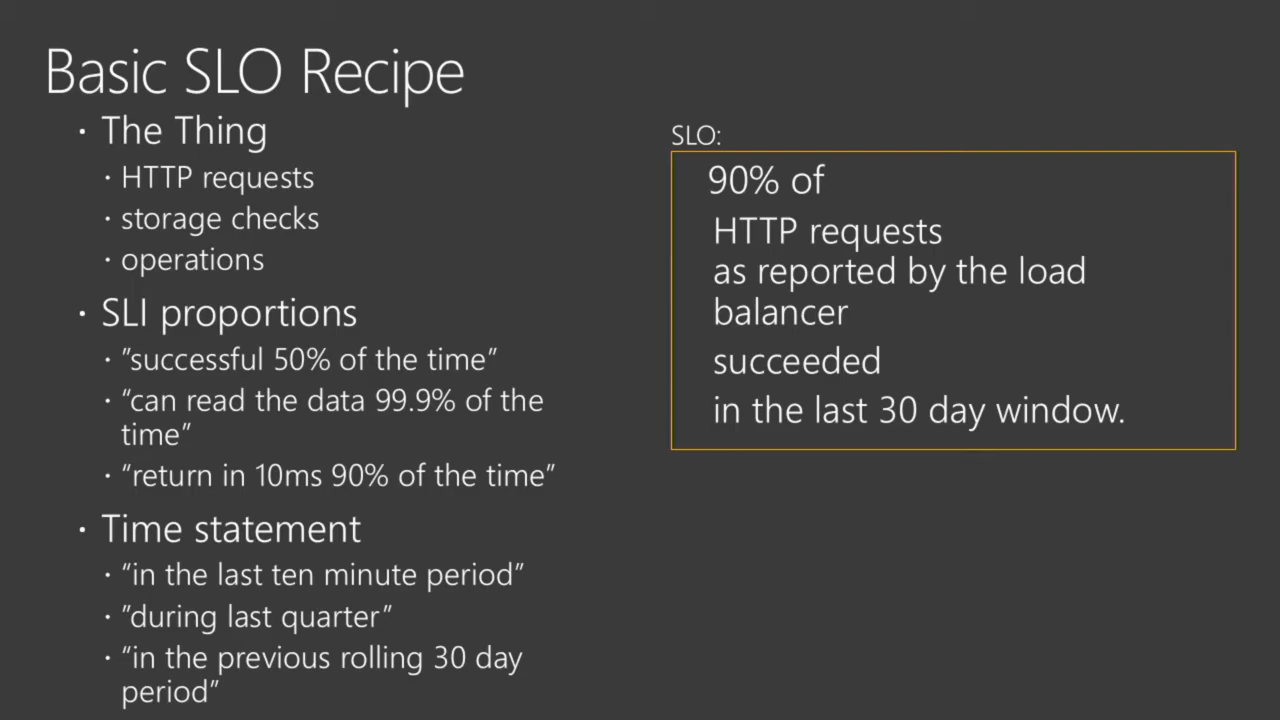 Basic SLO Recipe
· The Thing
· HTTP requests
· storage checks
· operations
· SLI proportions
· ”successful 50% of the time”
· “can read the data 99.9% of the
time”
· “return in 10ms 90% of the time”
· Time statement
· “in the last ten minute period”
· ”during last quarter”
· “in the previous rolling 30 day
period”
SLO:
90% of
HTTP requests
as reported by the load
balancer
succeeded
in the last 30 day window.